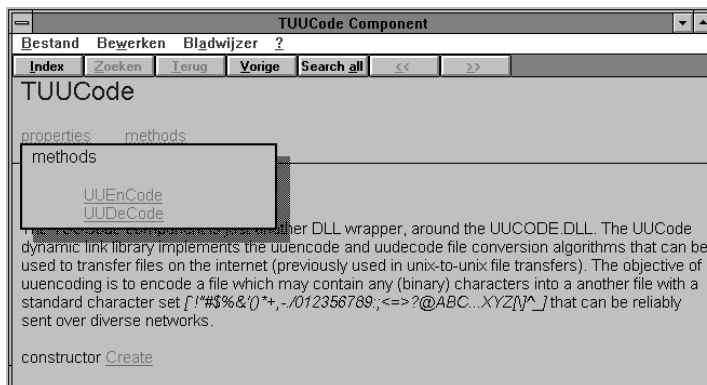 TUUCode Component
Bestand Bewerken Bladwijzer ?
Index Zoeken Terug Vorige Search all << >>
TUUCode
properties methods
methods
UUEnCode
UUDeCode
DLL wrapper, around the UUCODE.DLL. The UUCode
dynamic link library implements the uuencode and uudecode file conversion algorithms that can be
used to transfer files on the internet (previously used in unix-to-unix file transfers). The objective of
uuencoding is to encode a file which may contain any (binary) characters into a another file with a
standard character set [`!"#$%&'()*+,-./012356789:;<=>?@ABC...XYZ[\]^_] that can be reliably
sent over diverse networks.
constructor Create